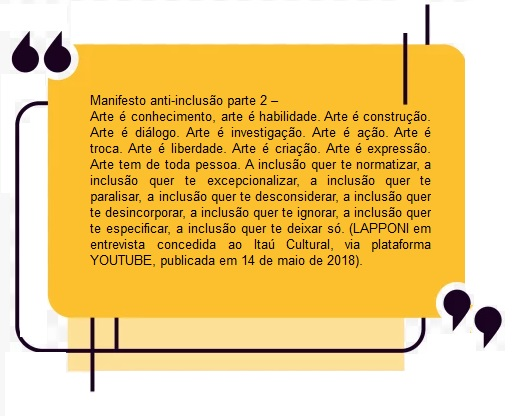 Manifesto anti-inclusão parte 2 –
Arte é conhecimento, arte é habilidade. Arte é construção.
Arte é diálogo. Arte é investigação. Arte é ação. Arte é
troca. Arte é liberdade. Arte é criação. Arte é expressão.
Arte tem de toda pessoa. A inclusão quer te normatizar, a
inclusão quer te excepcionalizar, a inclusão quer te
paralisar, a inclusão quer te desconsiderar, a inclusão quer
te desincorporar, a inclusão quer te ignorar, a inclusão quer
te especificar, a inclusão quer te deixar só. (LAPPONI em
entrevista concedida ao Itaú Cultural, via plataforma
YOUTUBE, publicada em 14 de maio de 2018).